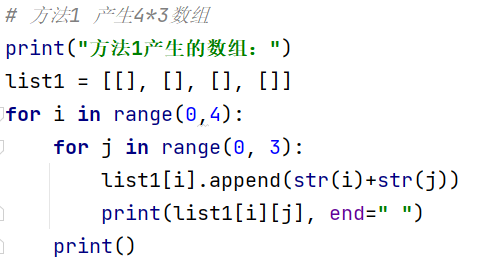 # 方法1 产生4*3数组
print("方法1产生的数组：")
list1 = [[], [], [], []]
for i in range(0,4):
    for j in range(0, 3):
        list1[i].append(str(i)+str(j))
        print(list1[i][j], end=" ")
    print()